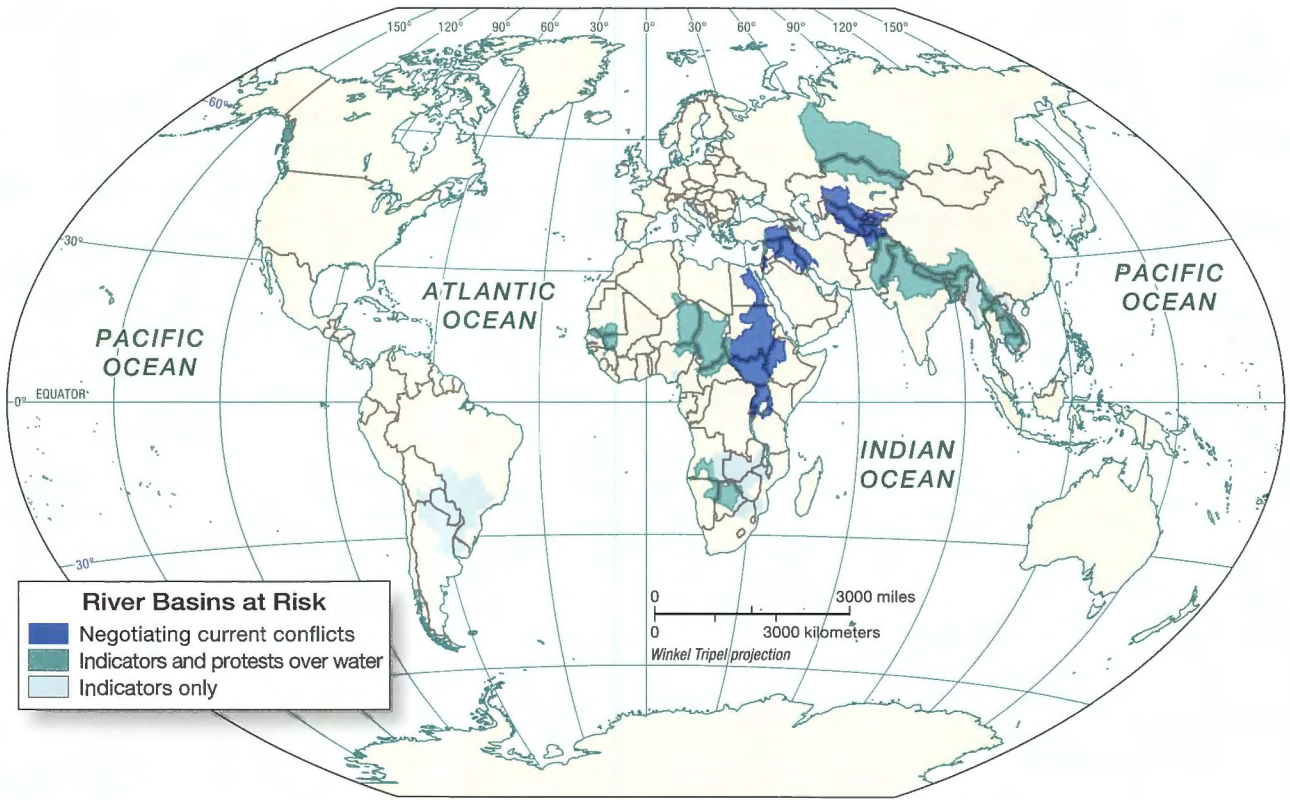 150° 120° 90° 60° 30° 0° 30° 60° 90° 120° 150°
60°
30°
ATLANTIC
OCEAN
PACIFIC
OCEAN
PACIFIC
OCEAN
0° EQUATOR
INDIAN
OCEAN
30°
River Basins at Risk
Negotiating current conflicts
Indicators and protests over water
Indicators only
0 3000 miles
0 3000 kilometers
Winkel Tripel projection